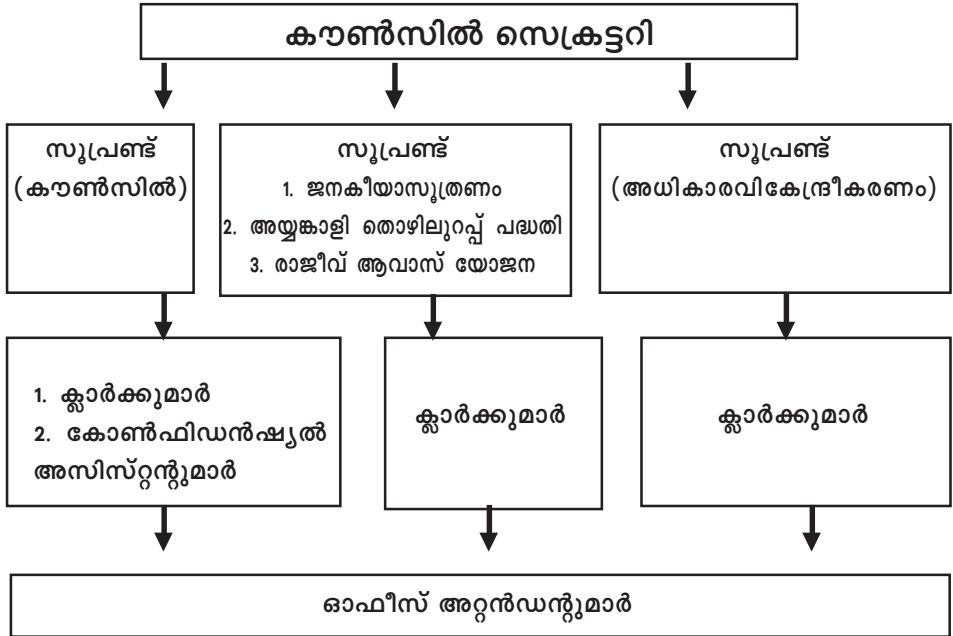 കൗൺസിൽ സെക്രട്ടറി
സൂപ്രണ്ട്
(കൗൺസിൽ)
സൂപ്രണ്ട്
1. ജനകീയാസൂത്രണം
2. അയ്യങ്കാളി തൊഴിലുറപ്പ് പദ്ധതി
3. രാജീവ് ആവാസ് യോജന
സൂപ്രണ്ട്
(അധികാരവികേന്ദ്രീകരണം)
1. ക്ലാർക്കുമാർ
2. കോൺഫിഡൻഷ്യൽ
അസിസ്റ്റന്റുമാർ
ക്ലാർക്കുമാർ
ക്ലാർക്കുമാർ
ഓഫീസ് അറ്റൻഡന്റുമാർ